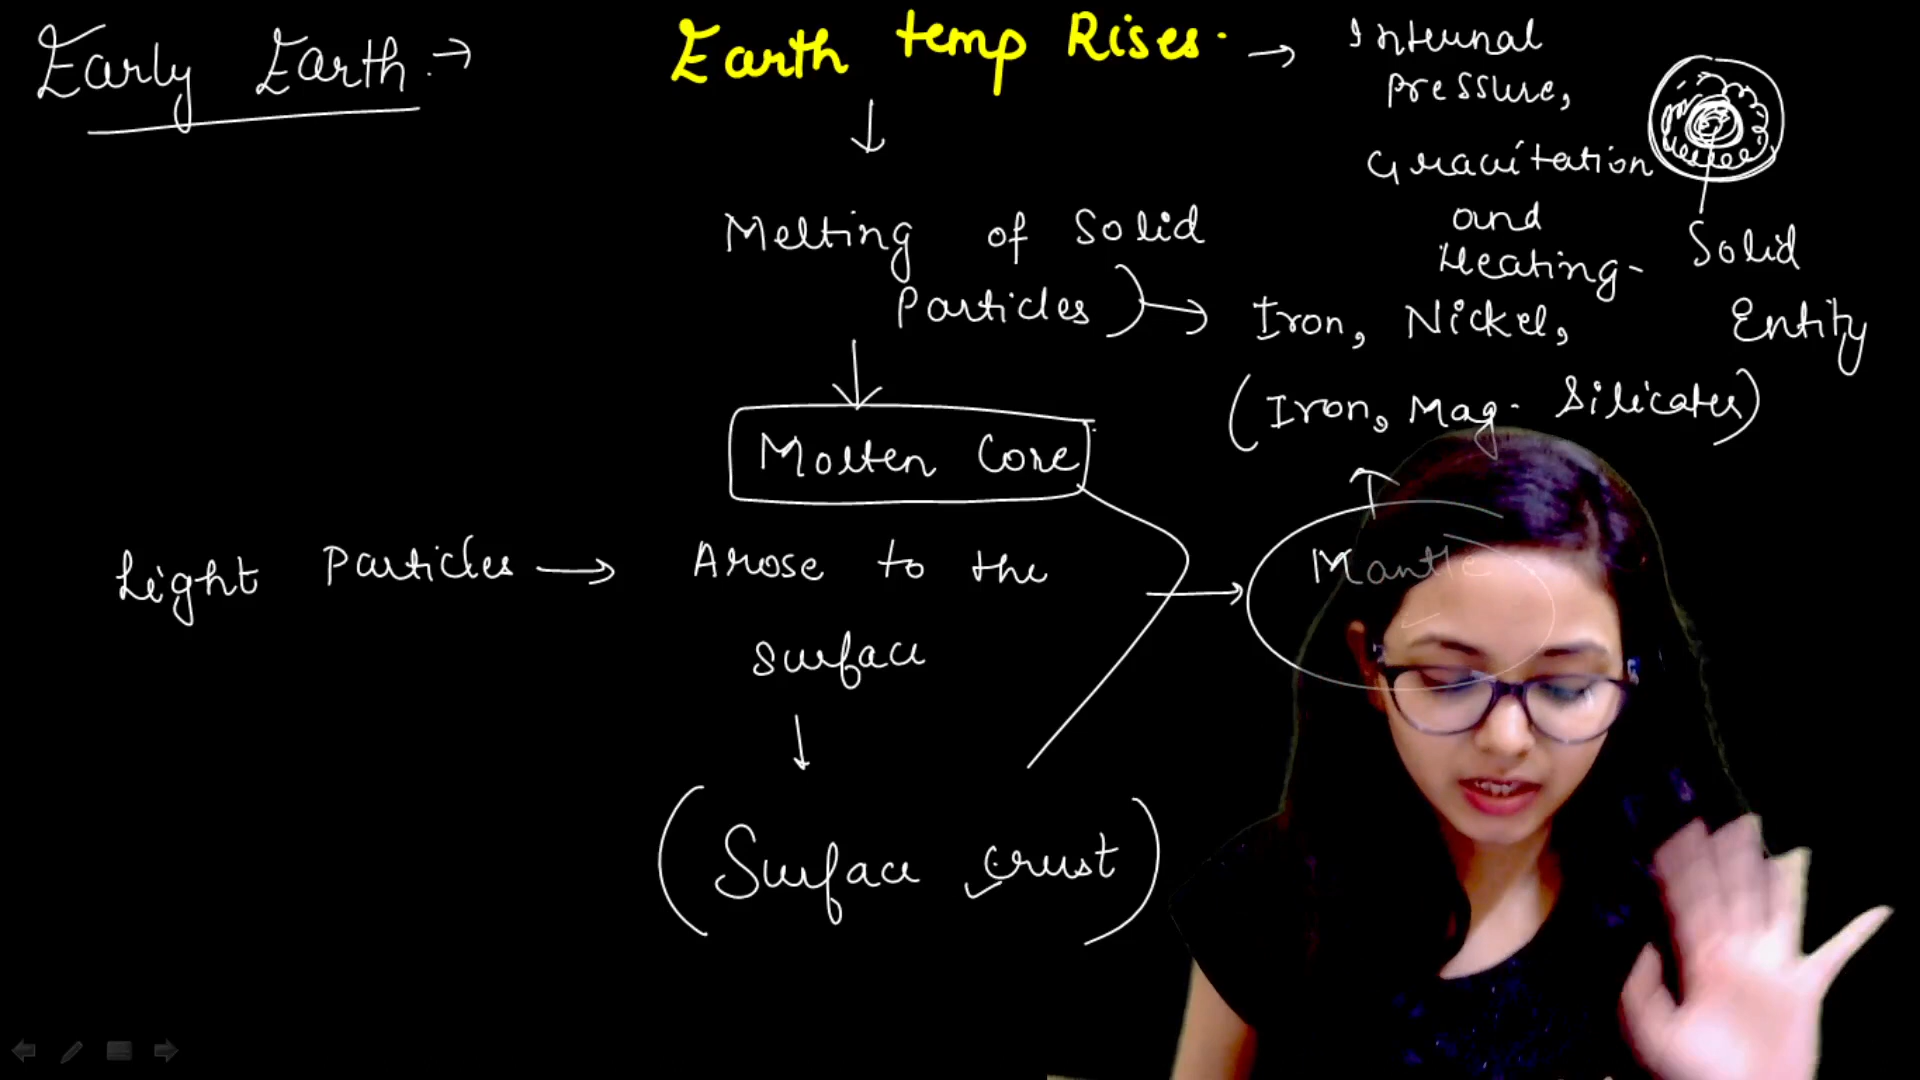 Early Earth →
Earth temp Rises. →
Internal
pressure,
Gravitation
and
Heating-
Solid
Entity
Melting of Solid
Particles → Iron, Nickel,
(Iron, Mag. Silicates)
Molten Core
Mantle
Light Particles → Arose to the
surface
(Surface crust)